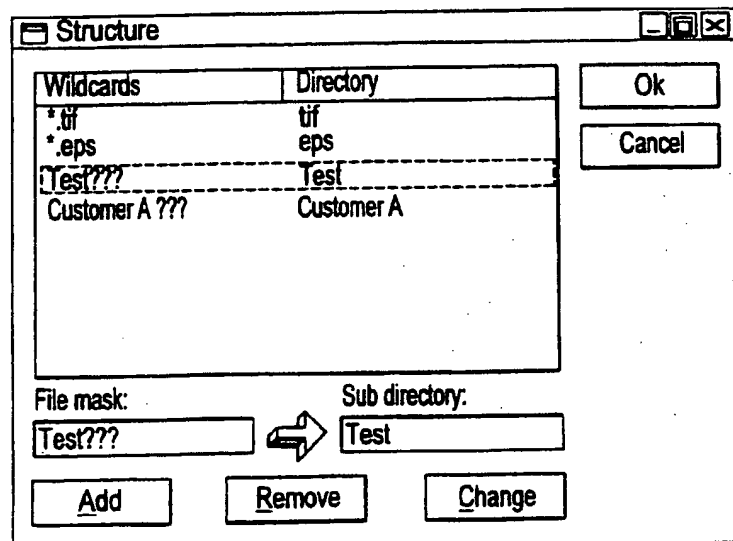 Structure
Wildcards Directory
*.tif tif
*.eps eps
Test??? Test
Customer A ??? Customer A
Ok
Cancel
File mask: Sub directory:
Test??? Test
Add Remove Change